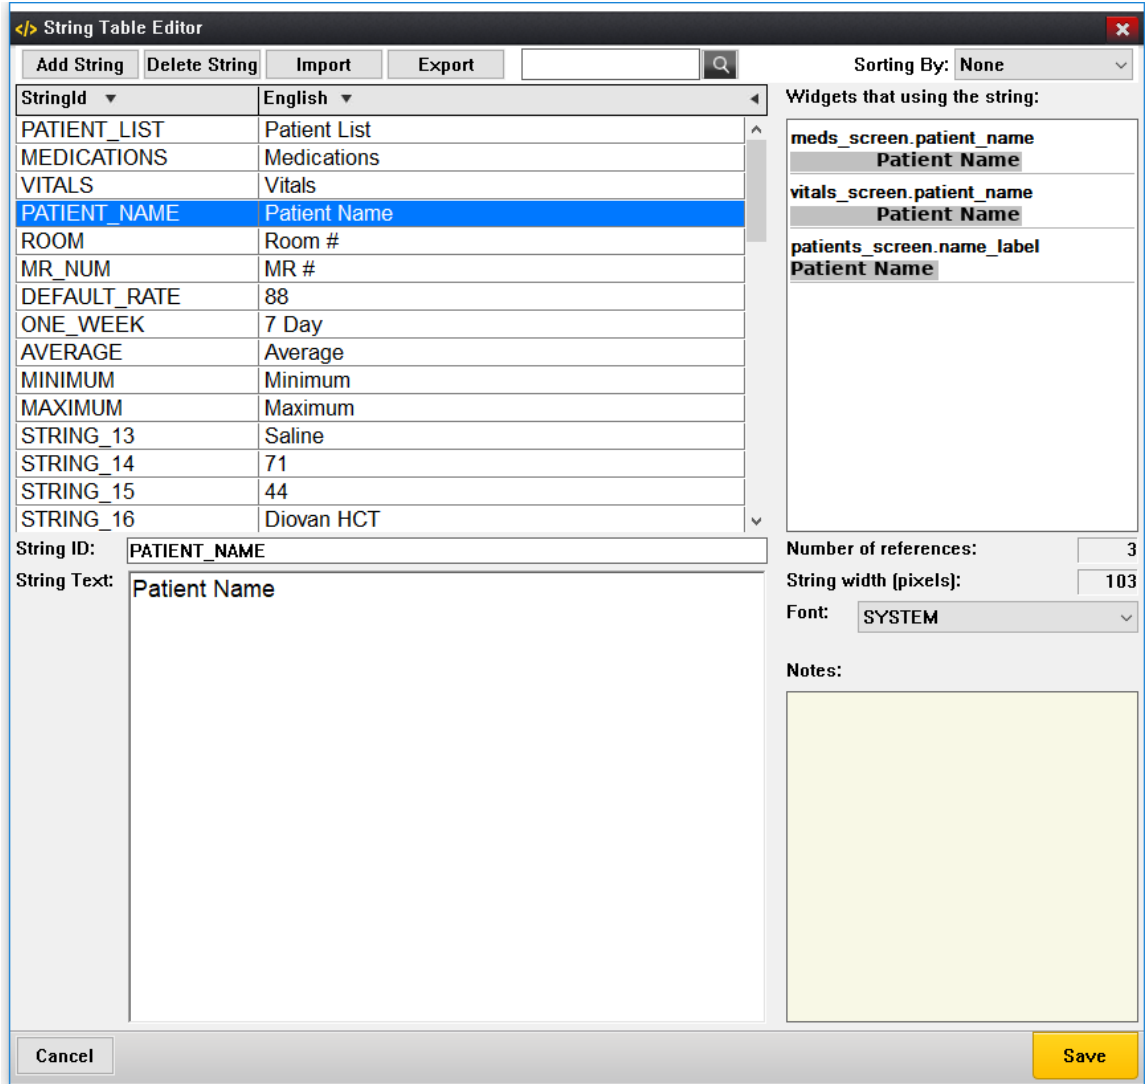 </> String Table Editor
Add String Delete String Import Export Sorting By: None
StringId English
PATIENT_LIST Patient List
MEDICATIONS Medications
VITALS Vitals
PATIENT_NAME Patient Name
ROOM Room #
MR_NUM MR #
DEFAULT_RATE 88
ONE_WEEK 7 Day
AVERAGE Average
MINIMUM Minimum
MAXIMUM Maximum
STRING_13 Saline
STRING_14 71
STRING_15 44
STRING_16 Diovan HCT
Widgets that using the string:
meds_screen.patient_name
Patient Name
vitals_screen.patient_name
Patient Name
patients_screen.name_label
Patient Name
String ID: PATIENT_NAME
String Text: Patient Name
Number of references: 3
String width (pixels): 103
Font: SYSTEM
Notes:
Cancel Save